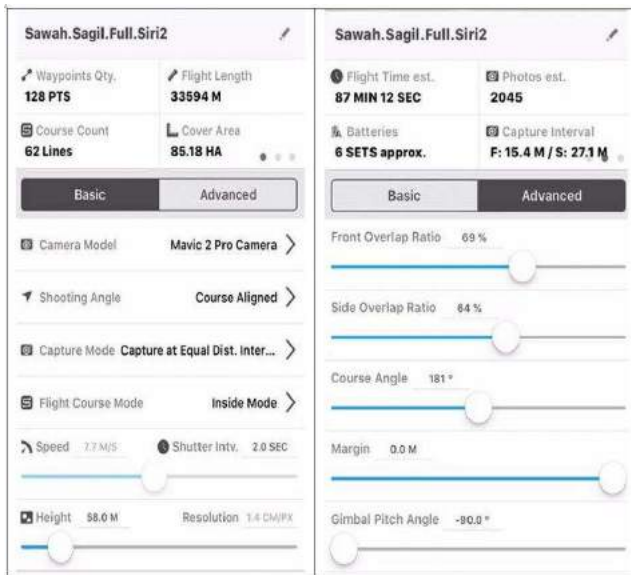 Sawah.Sagil.Full.Siri2
Waypoints Qty.
128 PTS
Flight Length
33594 M
Course Count
62 Lines
Cover Area
85.18 HA
Basic
Advanced
Camera Model
Mavic 2 Pro Camera
Shooting Angle
Course Aligned
Capture Mode
Capture at Equal Dist. Inter...
Flight Course Mode
Inside Mode
Speed 7.7 M/S
Shutter Intv. 2.0 SEC
Height 58.0 M
Resolution 1.4 CM/PX
Sawah.Sagil.Full.Siri2
Flight Time est.
87 MIN 12 SEC
Photos est.
2045
Batteries
6 SETS approx.
Capture Interval
F: 15.4 M / S: 27.1 M
Basic
Advanced
Front Overlap Ratio 69 %
Side Overlap Ratio 64 %
Course Angle 181 °
Margin 0.0 M
Gimbal Pitch Angle -90.0 °